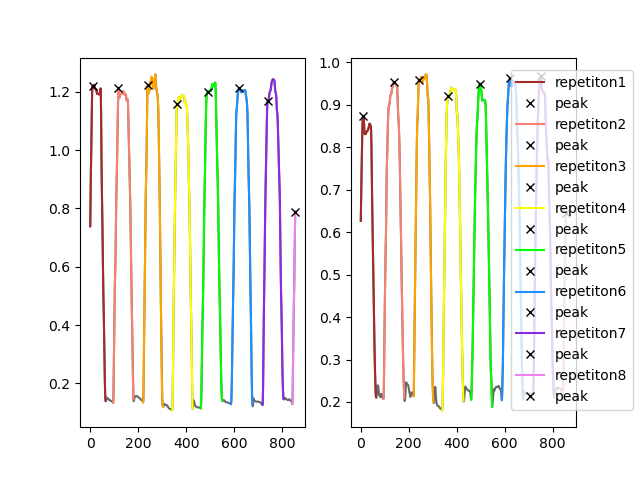 1.2
1.0
0.8
0.6
0.4
0.2
0 200 400 600 800
1.0
0.9
0.8
0.7
0.6
0.5
0.4
0.3
0.2
0 200 400 600 800
repetiton1
peak
repetiton2
peak
repetiton3
peak
repetiton4
peak
repetiton5
peak
repetiton6
peak
repetiton7
peak
repetiton8
peak